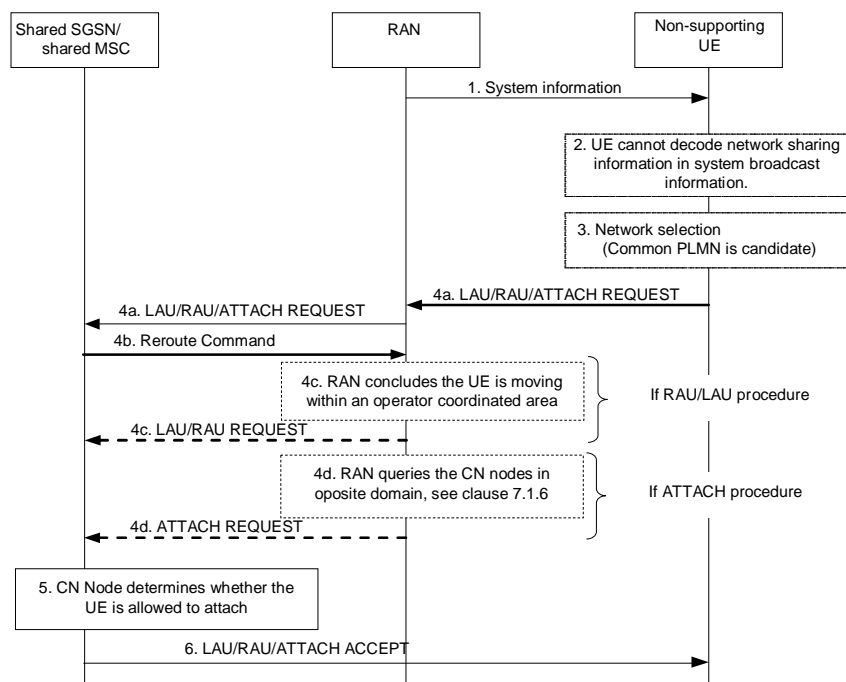 Shared SGSN/
shared MSC
RAN
Non-supporting
UE
1. System information
2. UE cannot decode network sharing
information in system broadcast
information.
3. Network selection
(Common PLMN is candidate)
4a. LAU/RAU/ATTACH REQUEST
4a. LAU/RAU/ATTACH REQUEST
4b. Reroute Command
4c. RAN concludes the UE is moving
within an operator coordinated area
If RAU/LAU procedure
4c. LAU/RAU REQUEST
4d. RAN queries the CN nodes in
oposite domain, see clause 7.1.6
If ATTACH procedure
4d. ATTACH REQUEST
5. CN Node determines whether the
UE is allowed to attach
6. LAU/RAU/ATTACH ACCEPT